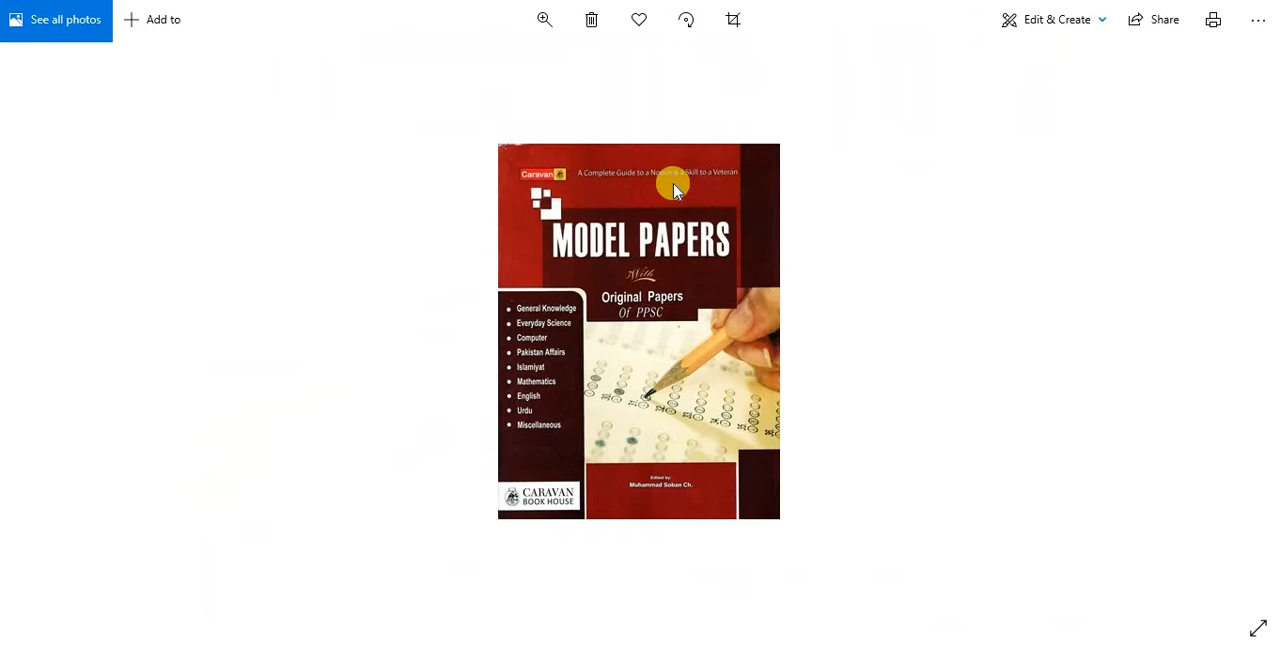 See all photos
Add to
Edit & Create
Share
Caravan
A Complete Guide to a Novice & a Skill to a Veteran
MODEL PAPERS
With
Original Papers
Of PPSC
General Knowledge
Everyday Science
Computer
Pakistan Affairs
Islamiyat
Mathematics
English
Urdu
Miscellaneous
Edited by:
Muhammad Soban Ch.
CARAVAN
BOOK HOUSE